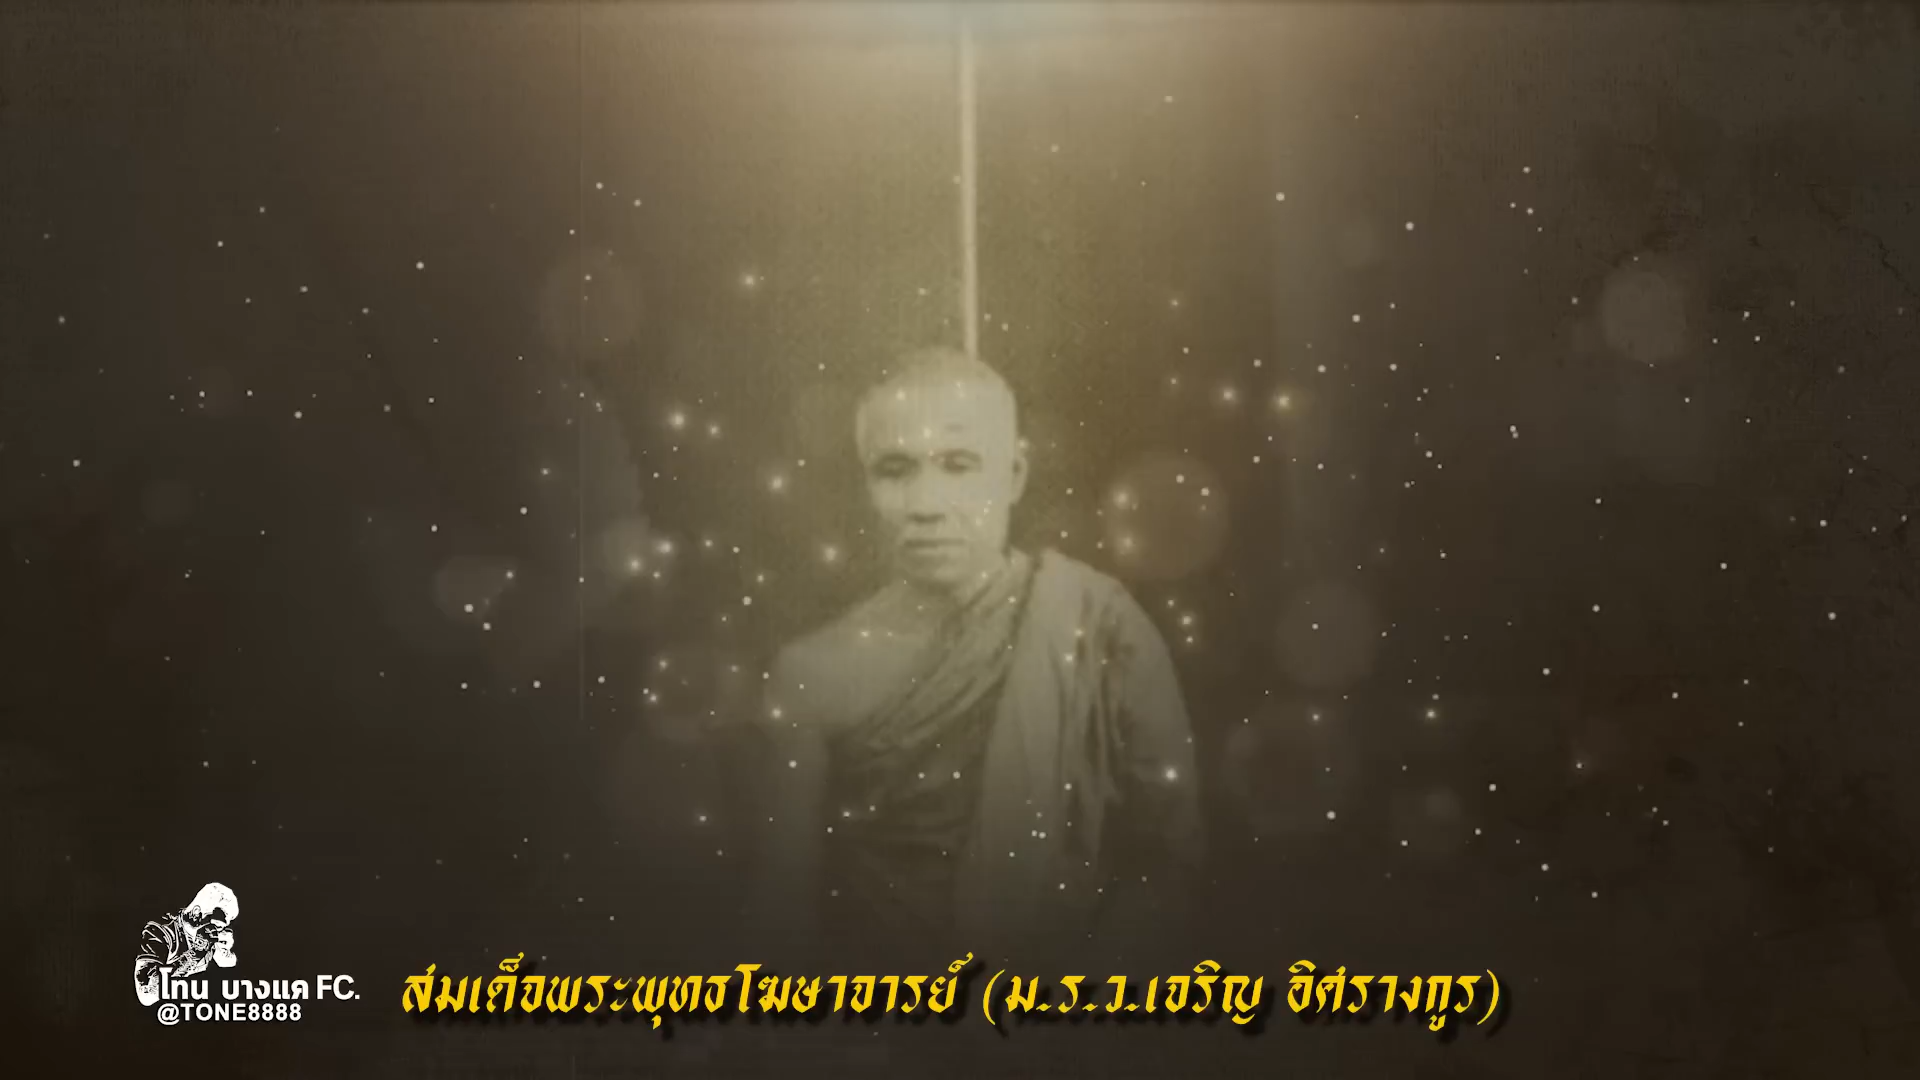 โทน บางแค FC.
@TONE8888
สมเด็จพระพุทธโฆษาจารย์ (ม.ร.ว.เจริญ อิศรางกูร)